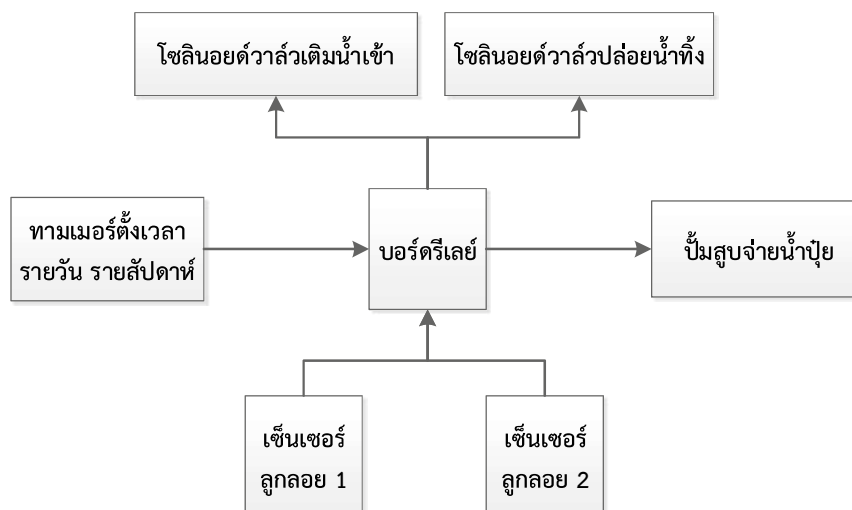 โซลินอยด์วาล์วเติมน้ำเข้า
โซลินอยด์วาล์วปล่อยน้ำทิ้ง
ทามเมอร์ตั้งเวลา
รายวัน รายสัปดาห์
บอร์ดรีเลย์
ปั้มสูบจ่ายน้ำปุ๋ย
เซ็นเซอร์
ลูกลอย 1
เซ็นเซอร์
ลูกลอย 2